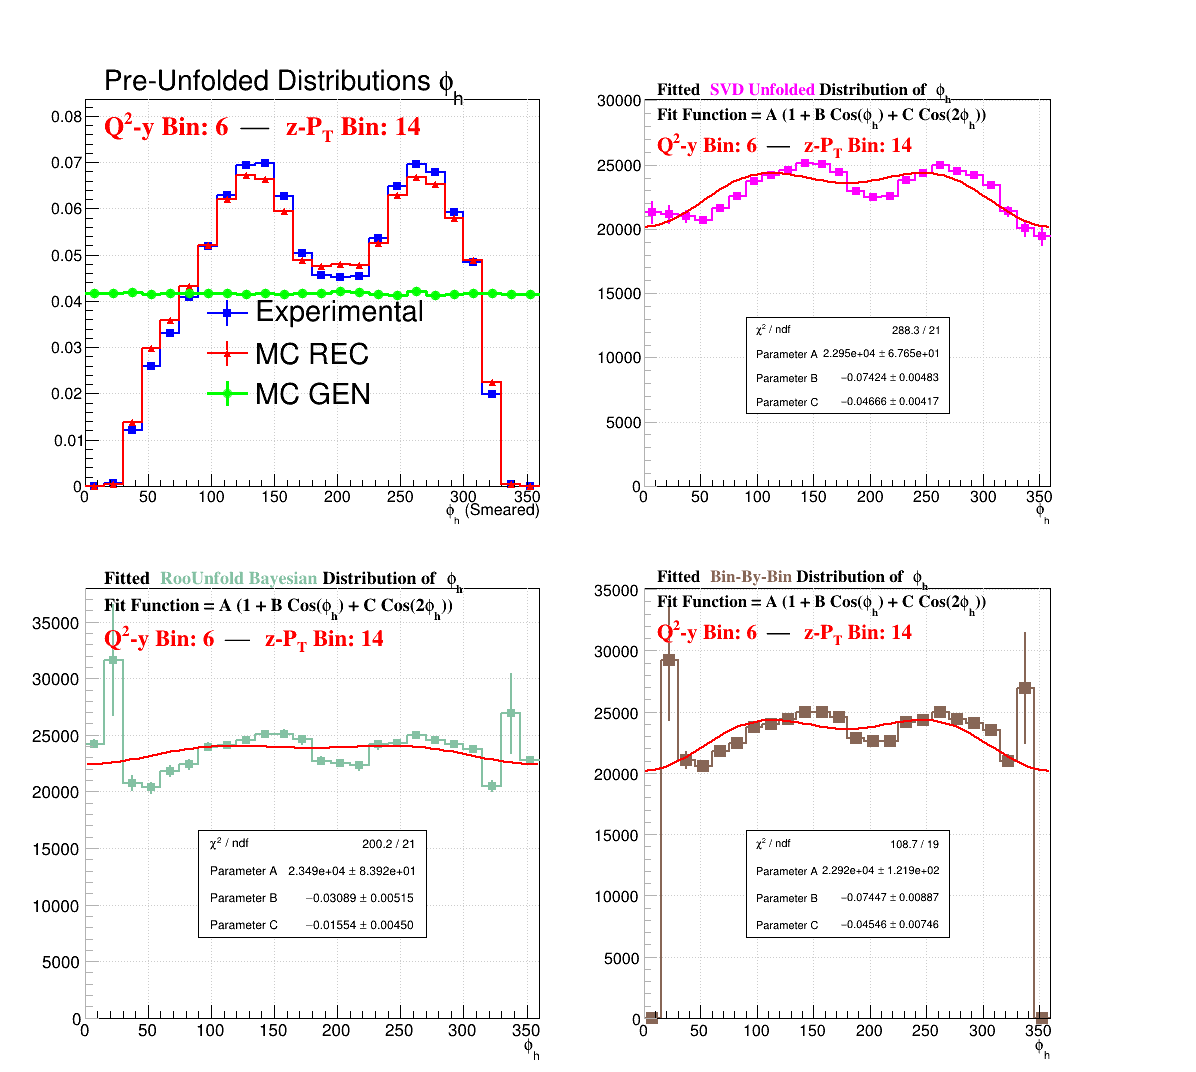 Pre-Unfolded Distributions ϕh
Q²-y Bin: 6 — z-PT Bin: 14
0.08
0.07
0.06
0.05
0.04
0.03
0.02
0.01
0
Experimental
MC REC
MC GEN
0 50 100 150 200 250 300 350
ϕh (Smeared)
Fitted SVD Unfolded Distribution of ϕh
Fit Function = A (1 + B Cos(ϕh) + C Cos(2ϕh))
Q²-y Bin: 6 — z-PT Bin: 14
30000
25000
20000
15000
10000
5000
0
χ² / ndf 288.3 / 21
Parameter A 2.295e+04 ± 6.765e+01
Parameter B −0.07424 ± 0.00483
Parameter C −0.04666 ± 0.00417
0 50 100 150 200 250 300 350
ϕh
Fitted RooUnfold Bayesian Distribution of ϕh
Fit Function = A (1 + B Cos(ϕh) + C Cos(2ϕh))
Q²-y Bin: 6 — z-PT Bin: 14
35000
30000
25000
20000
15000
10000
5000
0
χ² / ndf 200.2 / 21
Parameter A 2.349e+04 ± 8.392e+01
Parameter B −0.03089 ± 0.00515
Parameter C −0.01554 ± 0.00450
0 50 100 150 200 250 300 350
ϕh
Fitted Bin-By-Bin Distribution of ϕh
Fit Function = A (1 + B Cos(ϕh) + C Cos(2ϕh))
Q²-y Bin: 6 — z-PT Bin: 14
35000
30000
25000
20000
15000
10000
5000
0
χ² / ndf 108.7 / 19
Parameter A 2.292e+04 ± 1.219e+02
Parameter B −0.07447 ± 0.00887
Parameter C −0.04546 ± 0.00746
0 50 100 150 200 250 300 350
ϕh